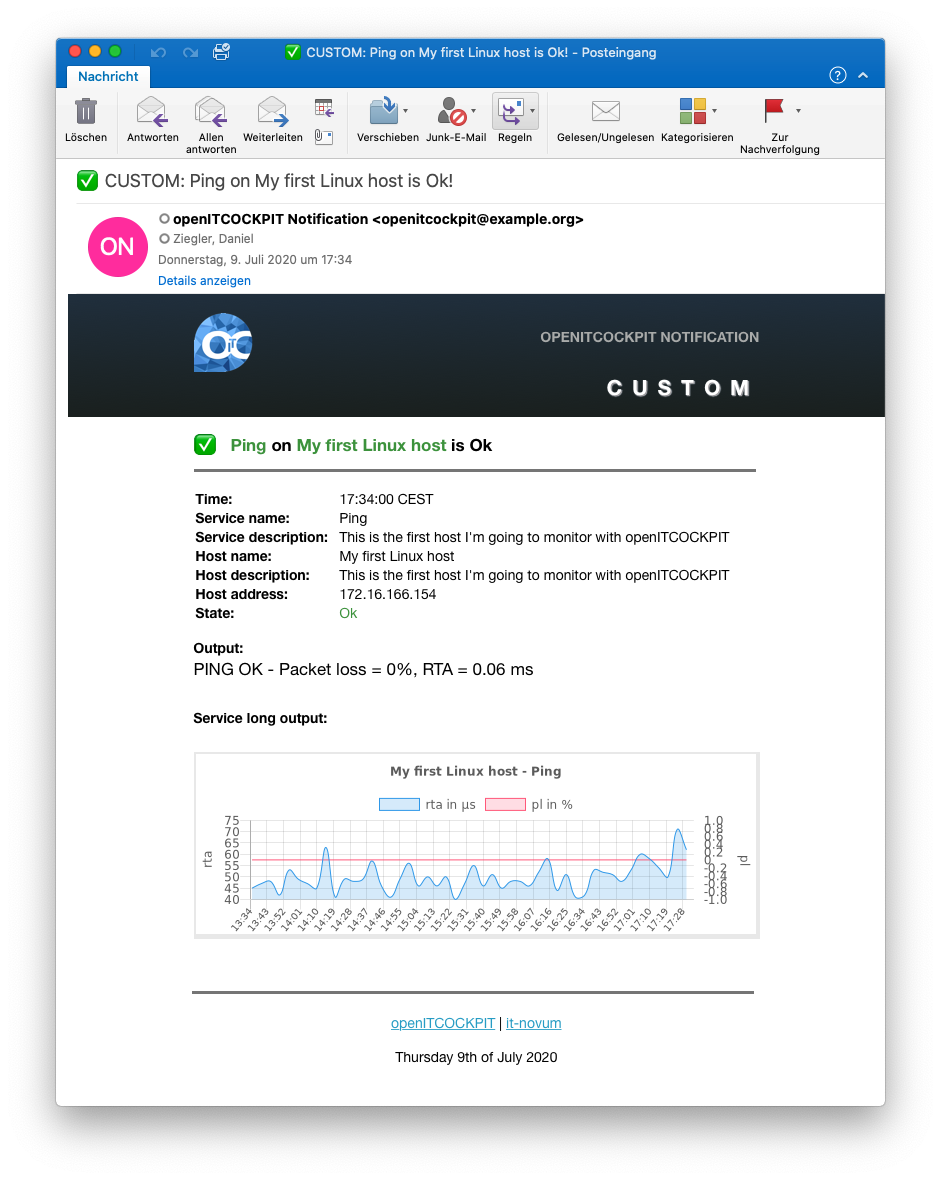 ✅ CUSTOM: Ping on My first Linux host is Ok! - Posteingang
Nachricht
?
Löschen
Antworten
Allen
antworten
Weiterleiten
Verschieben
Junk-E-Mail
Regeln
Gelesen/Ungelesen
Kategorisieren
Zur
Nachverfolgung
✅ CUSTOM: Ping on My first Linux host is Ok!
ON
openITCOCKPIT Notification <openitcockpit@example.org>
Ziegler, Daniel
Donnerstag, 9. Juli 2020 um 17:34
Details anzeigen
OiTC
OPENITCOCKPIT NOTIFICATION
CUSTOM
✅ Ping on My first Linux host is Ok
Time: 17:34:00 CEST
Service name: Ping
Service description: This is the first host I'm going to monitor with openITCOCKPIT
Host name: My first Linux host
Host description: This is the first host I'm going to monitor with openITCOCKPIT
Host address: 172.16.166.154
State: Ok
Output:
PING OK - Packet loss = 0%, RTA = 0.06 ms
Service long output:
My first Linux host - Ping
rta in µs pl in %
rta
75
70
65
60
55
50
45
40
1.0
0.8
0.6
0.4
0.2
0
-0.2
-0.4
-0.6
-0.8
-1.0
pl
13:34 13:43 13:52 14:01 14:10 14:19 14:28 14:37 14:46 14:55 15:04 15:13 15:22 15:31 15:40 15:49 15:58 16:07 16:16 16:25 16:34 16:43 16:52 17:01 17:10 17:19 17:28
openITCOCKPIT | it-novum
Thursday 9th of July 2020